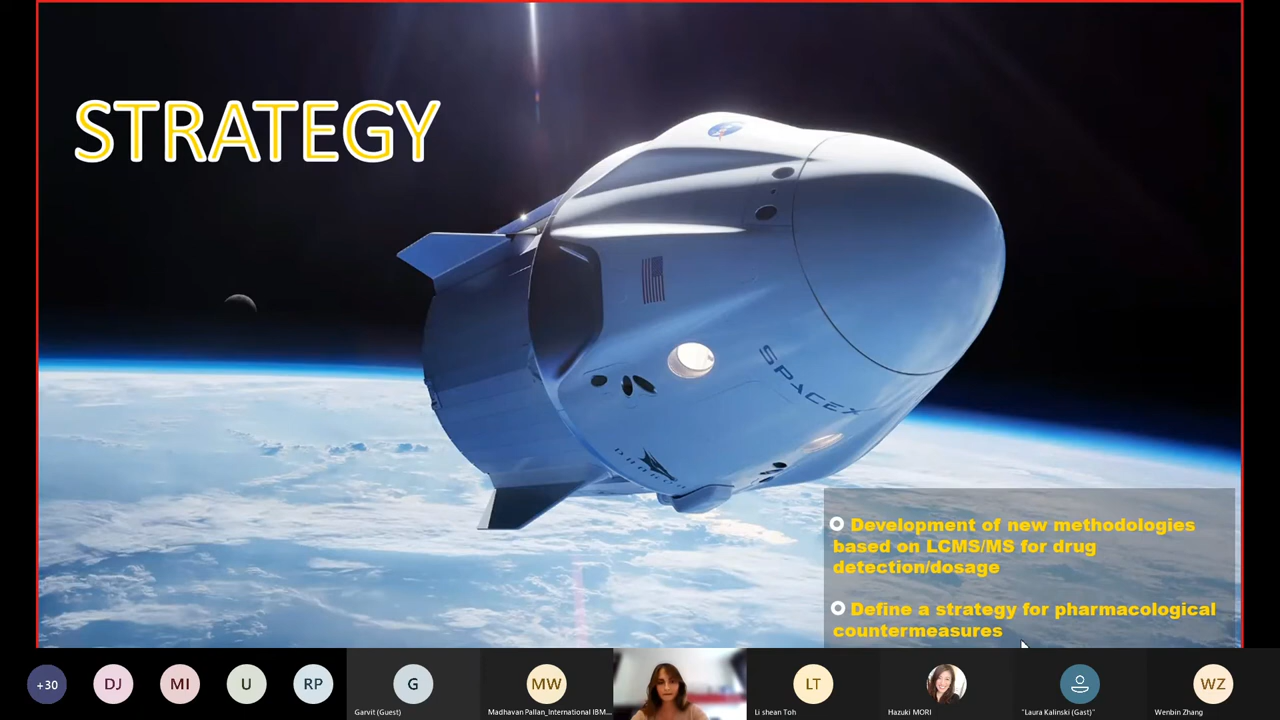 STRATEGY
SPACEX
DRAGON
Development of new methodologies
based on LCMS/MS for drug
detection/dosage
Define a strategy for pharmacological
countermeasures
+30
DJ
MI
U
RP
G
MW
LT
WZ
Garvit (Guest)
Madhavan Pallan_International IBM...
Li shean Toh
Hazuki MORI
"Laura Kalinski (Gast)"
Wenbin Zhang